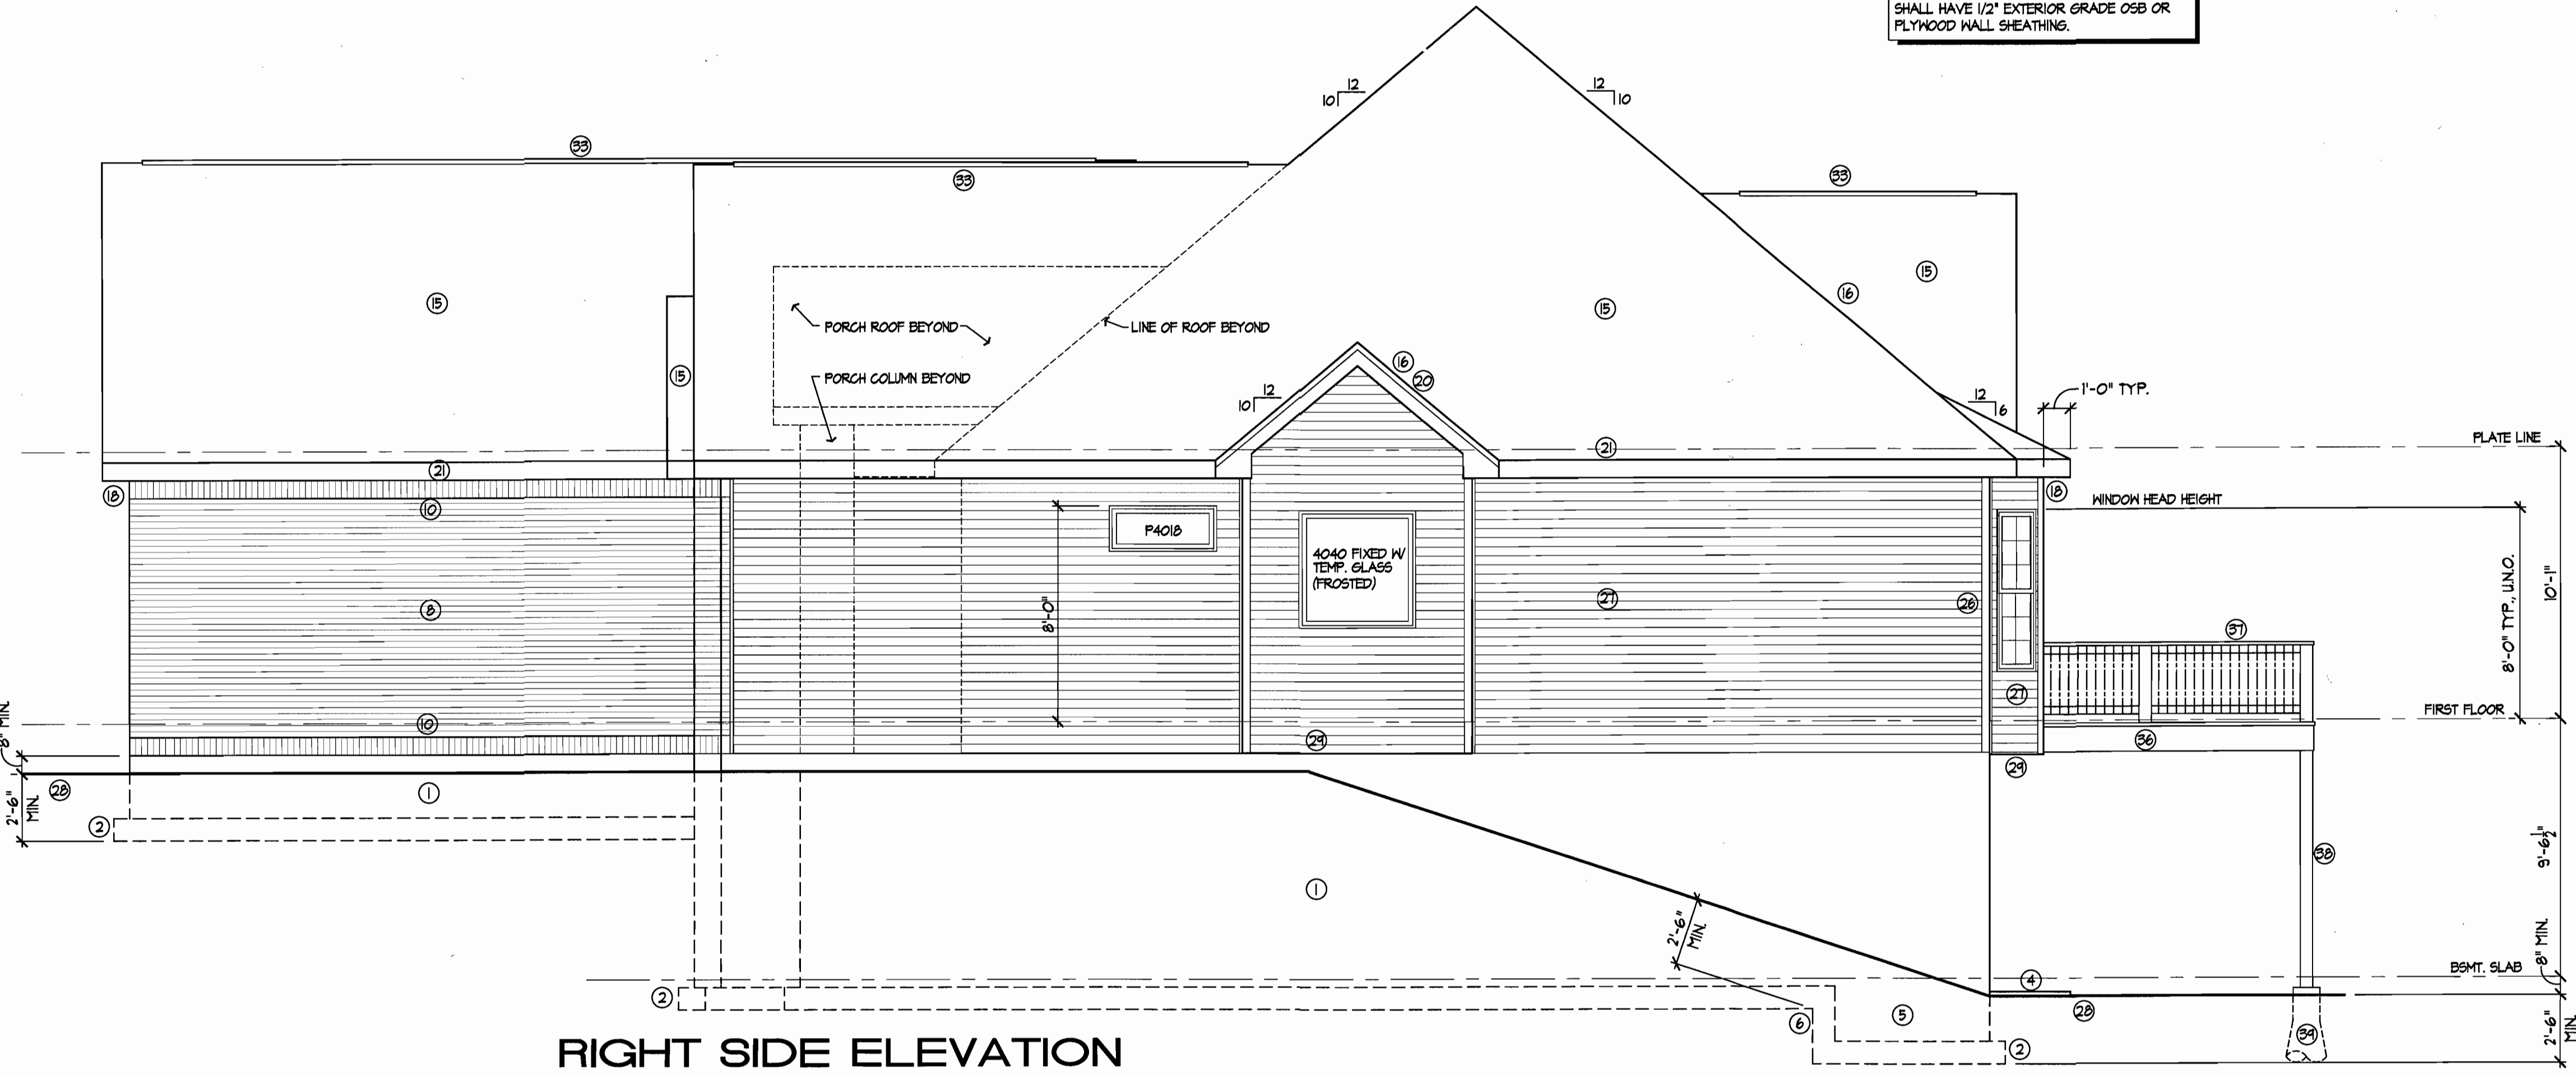 SHALL HAVE 1/2" EXTERIOR GRADE OSB OR
PLYWOOD WALL SHEATHING.
12
10
12
10
33
33
33
15
15
15
15
16
PORCH ROOF BEYOND
LINE OF ROOF BEYOND
PORCH COLUMN BEYOND
16
20
12
10
12
6
1'-0" TYP.
PLATE LINE
21
21
18
18
10
WINDOW HEAD HEIGHT
P4018
4040 FIXED W/
TEMP. GLASS
(FROSTED)
8'-0"
8
27
26
8'-0" TYP., U.N.O.
10'-1"
37
27
10
FIRST FLOOR
29
36
29
8" MIN.
28
2'-6"
MIN.
1
2
38
9'-6 1/2"
1
2'-6"
MIN.
8" MIN.
BSMT. SLAB
4
2
28
5
6
39
2
2'-6"
MIN.
RIGHT SIDE ELEVATION